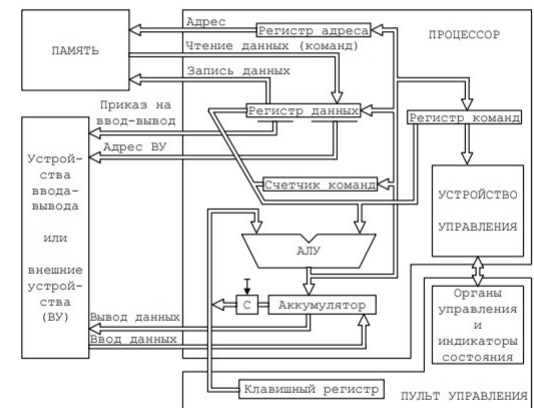 Адрес
Регистр адреса
ПРОЦЕССОР
ПАМЯТЬ
Чтение данных (команд)
Запись данных
Приказ на
ввод-вывод
Регистр данных
Регистр команд
Адрес ВУ
Устрой-
ства
ввода-
вывода
или
внешние
устрой-
ства
(ВУ)
Счетчик команд
УСТРОЙСТВО
УПРАВЛЕНИЯ
АЛУ
С
Аккумулятор
Вывод данных
Ввод данных
Органы
управления
и
индикаторы
состояния
Клавишный регистр
ПУЛЬТ УПРАВЛЕНИЯ